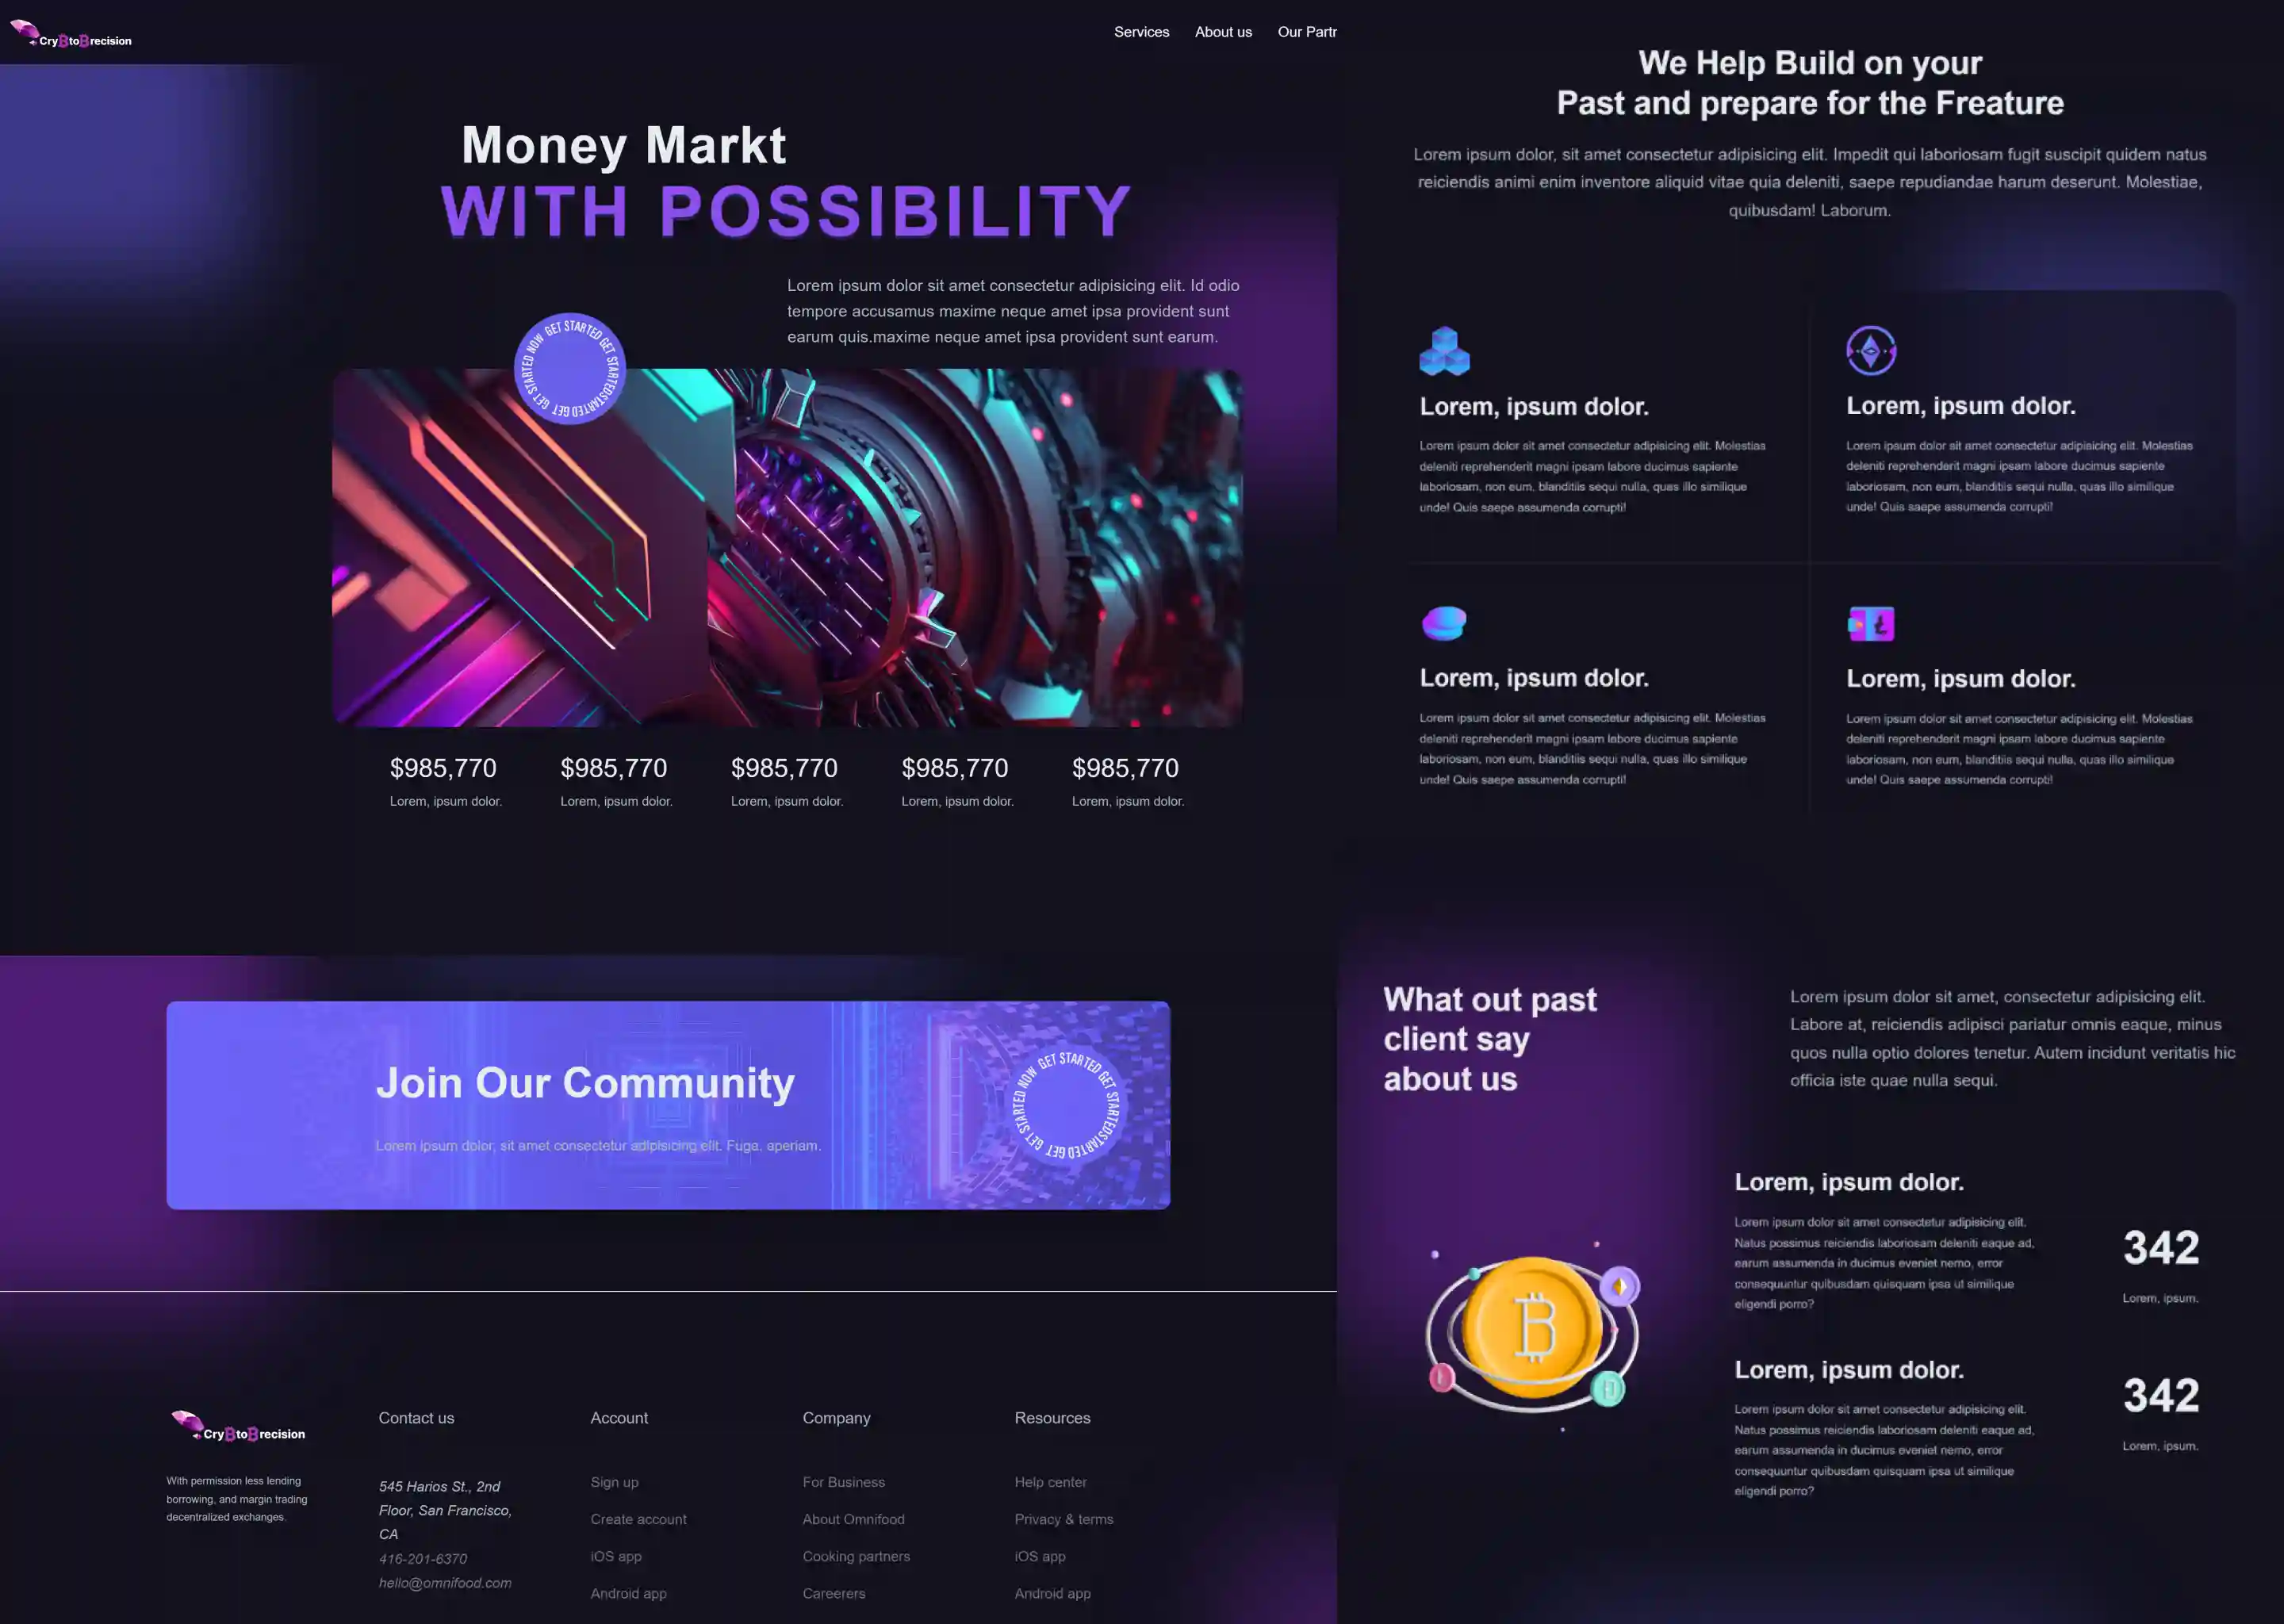 CryBtoBrecision
Services About us Our Partr
Money Markt
WITH POSSIBILITY
Lorem ipsum dolor sit amet consectetur adipisicing elit. Id odio
tempore accusamus maxime neque amet ipsa provident sunt
earum quis.maxime neque amet ipsa provident sunt earum.
GET STARTED GET STARTEDSTARTED GET GET STARTED NOW
$985,770 $985,770 $985,770 $985,770 $985,770
Lorem, ipsum dolor. Lorem, ipsum dolor. Lorem, ipsum dolor. Lorem, ipsum dolor. Lorem, ipsum dolor.
Join Our Community
Lorem ipsum dolor, sit amet consectetur adipisicing elit. Fuga, aperiam.
GET STARTED GET STARTEDSTARTED GET GET STARTED NOW
CryBtoBrecision
With permission less lending
borrowing, and margin trading
decentralized exchanges.
Contact us
545 Harios St., 2nd
Floor, San Francisco,
CA
416-201-6370
hello@omnifood.com
Account
Sign up
Create account
iOS app
Android app
Company
For Business
About Omnifood
Cooking partners
Careerers
Resources
Help center
Privacy & terms
iOS app
Android app
We Help Build on your
Past and prepare for the Freature
Lorem ipsum dolor, sit amet consectetur adipisicing elit. Impedit qui laboriosam fugit suscipit quidem natus
reiciendis animi enim inventore aliquid vitae quia deleniti, saepe repudiandae harum deserunt. Molestiae,
quibusdam! Laborum.
Lorem, ipsum dolor.
Lorem ipsum dolor sit amet consectetur adipisicing elit. Molestias
deleniti reprehenderit magni ipsam labore ducimus sapiente
laboriosam, non eum, blanditiis sequi nulla, quas illo similique
unde! Quis saepe assumenda corrupti!
Lorem, ipsum dolor.
Lorem ipsum dolor sit amet consectetur adipisicing elit. Molestias
deleniti reprehenderit magni ipsam labore ducimus sapiente
laboriosam, non eum, blanditiis sequi nulla, quas illo similique
unde! Quis saepe assumenda corrupti!
Lorem, ipsum dolor.
Lorem ipsum dolor sit amet consectetur adipisicing elit. Molestias
deleniti reprehenderit magni ipsam labore ducimus sapiente
laboriosam, non eum, blanditiis sequi nulla, quas illo similique
unde! Quis saepe assumenda corrupti!
Lorem, ipsum dolor.
Lorem ipsum dolor sit amet consectetur adipisicing elit. Molestias
deleniti reprehenderit magni ipsam labore ducimus sapiente
laboriosam, non eum, blanditiis sequi nulla, quas illo similique
unde! Quis saepe assumenda corrupti!
What out past
client say
about us
Lorem ipsum dolor sit amet, consectetur adipisicing elit.
Labore at, reiciendis adipisci pariatur omnis eaque, minus
quos nulla optio dolores tenetur. Autem incidunt veritatis hic
officia iste quae nulla sequi.
Lorem, ipsum dolor.
Lorem ipsum dolor sit amet consectetur adipisicing elit.
Natus possimus reiciendis laboriosam deleniti eaque ad,
earum assumenda in ducimus eveniet nemo, error
consequuntur quibusdam quisquam ipsa ut similique
eligendi porro?
342
Lorem, ipsum.
Lorem, ipsum dolor.
Lorem ipsum dolor sit amet consectetur adipisicing elit.
Natus possimus reiciendis laboriosam deleniti eaque ad,
earum assumenda in ducimus eveniet nemo, error
consequuntur quibusdam quisquam ipsa ut similique
eligendi porro?
342
Lorem, ipsum.